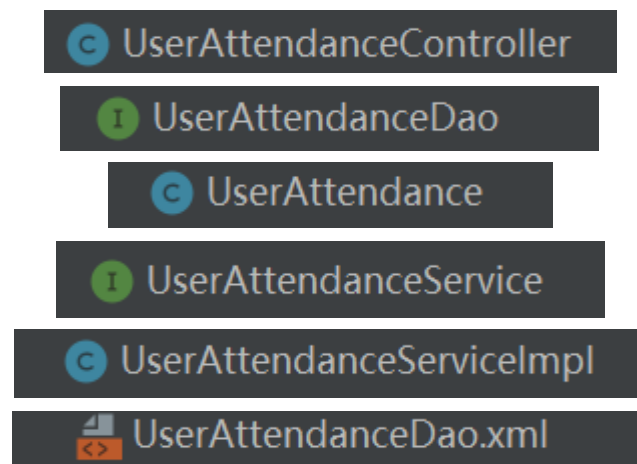 UserAttendanceController
UserAttendanceDao
UserAttendance
UserAttendanceService
UserAttendanceServiceImpl
UserAttendanceDao.xml